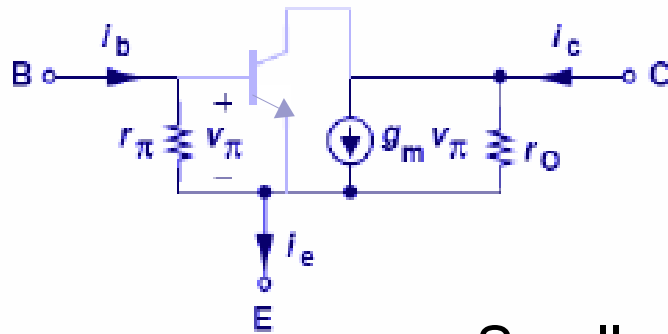 i_b i_c
B C
+
r_π v_π g_m v_π r_O
−
i_e
E